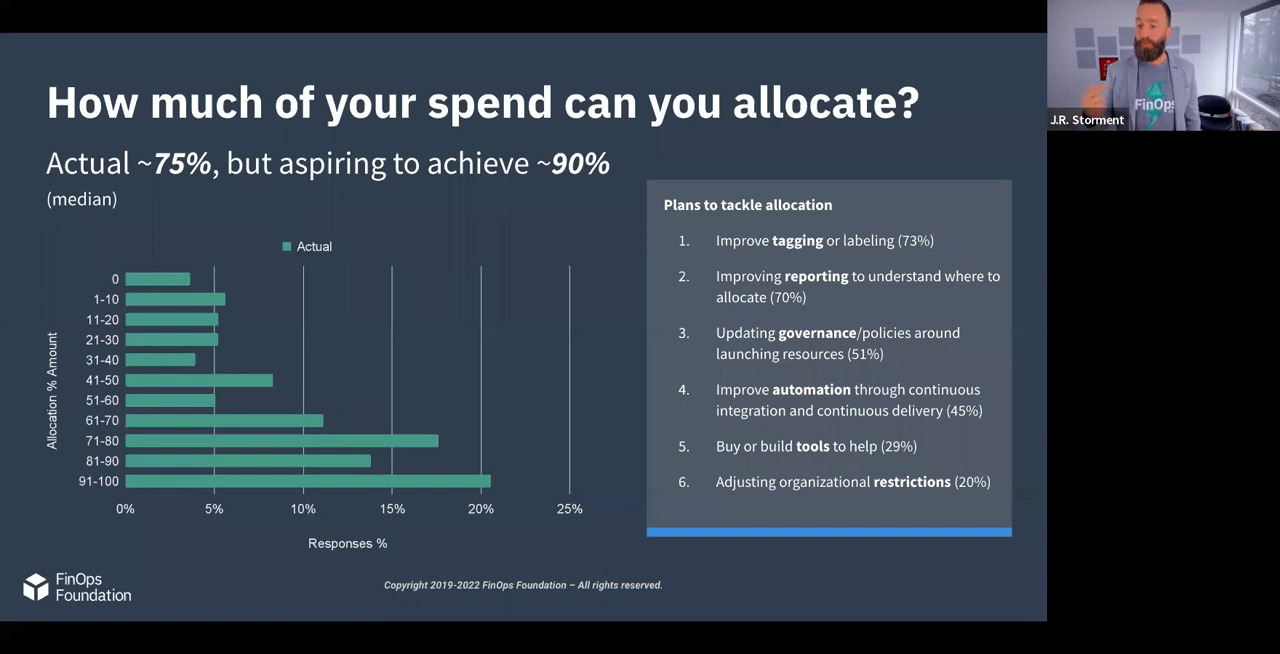 How much of your spend can you allocate?
Actual ~75%, but aspiring to achieve ~90%
(median)
Actual
Allocation % Amount
0
1-10
11-20
21-30
31-40
41-50
51-60
61-70
71-80
81-90
91-100
0%
5%
10%
15%
20%
25%
Responses %
Plans to tackle allocation
1. Improve tagging or labeling (73%)
2. Improving reporting to understand where to
allocate (70%)
3. Updating governance/policies around
launching resources (51%)
4. Improve automation through continuous
integration and continuous delivery (45%)
5. Buy or build tools to help (29%)
6. Adjusting organizational restrictions (20%)
FinOps
Foundation
Copyright 2019-2022 FinOps Foundation – All rights reserved.
FinOps
J.R. Storment